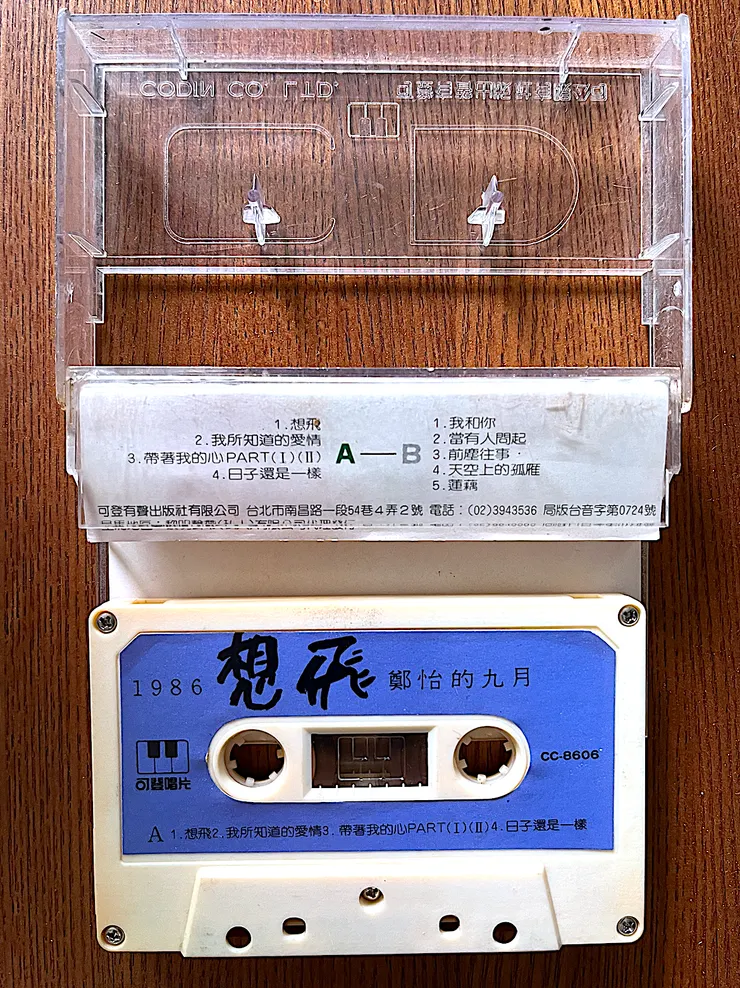 CODIN CO. LTD.
1.想飛
2.我所知道的愛情
3.帶著我的心PART(I)(II)
4.日子還是一樣
A — B
1.我和你
2.當有人問起
3.前塵往事·
4.天空上的孤雁
5.蓮藕
可登有聲出版社有限公司 台北市南昌路一段54巷4弄2號 電話:(02)3943536 局版台音字第0724號
1986 想飛 鄭怡的九月
可登唱片
CC-8606
A 1.想飛2.我所知道的愛情3.帶著我的心PART(I)(II)4.日子還是一樣